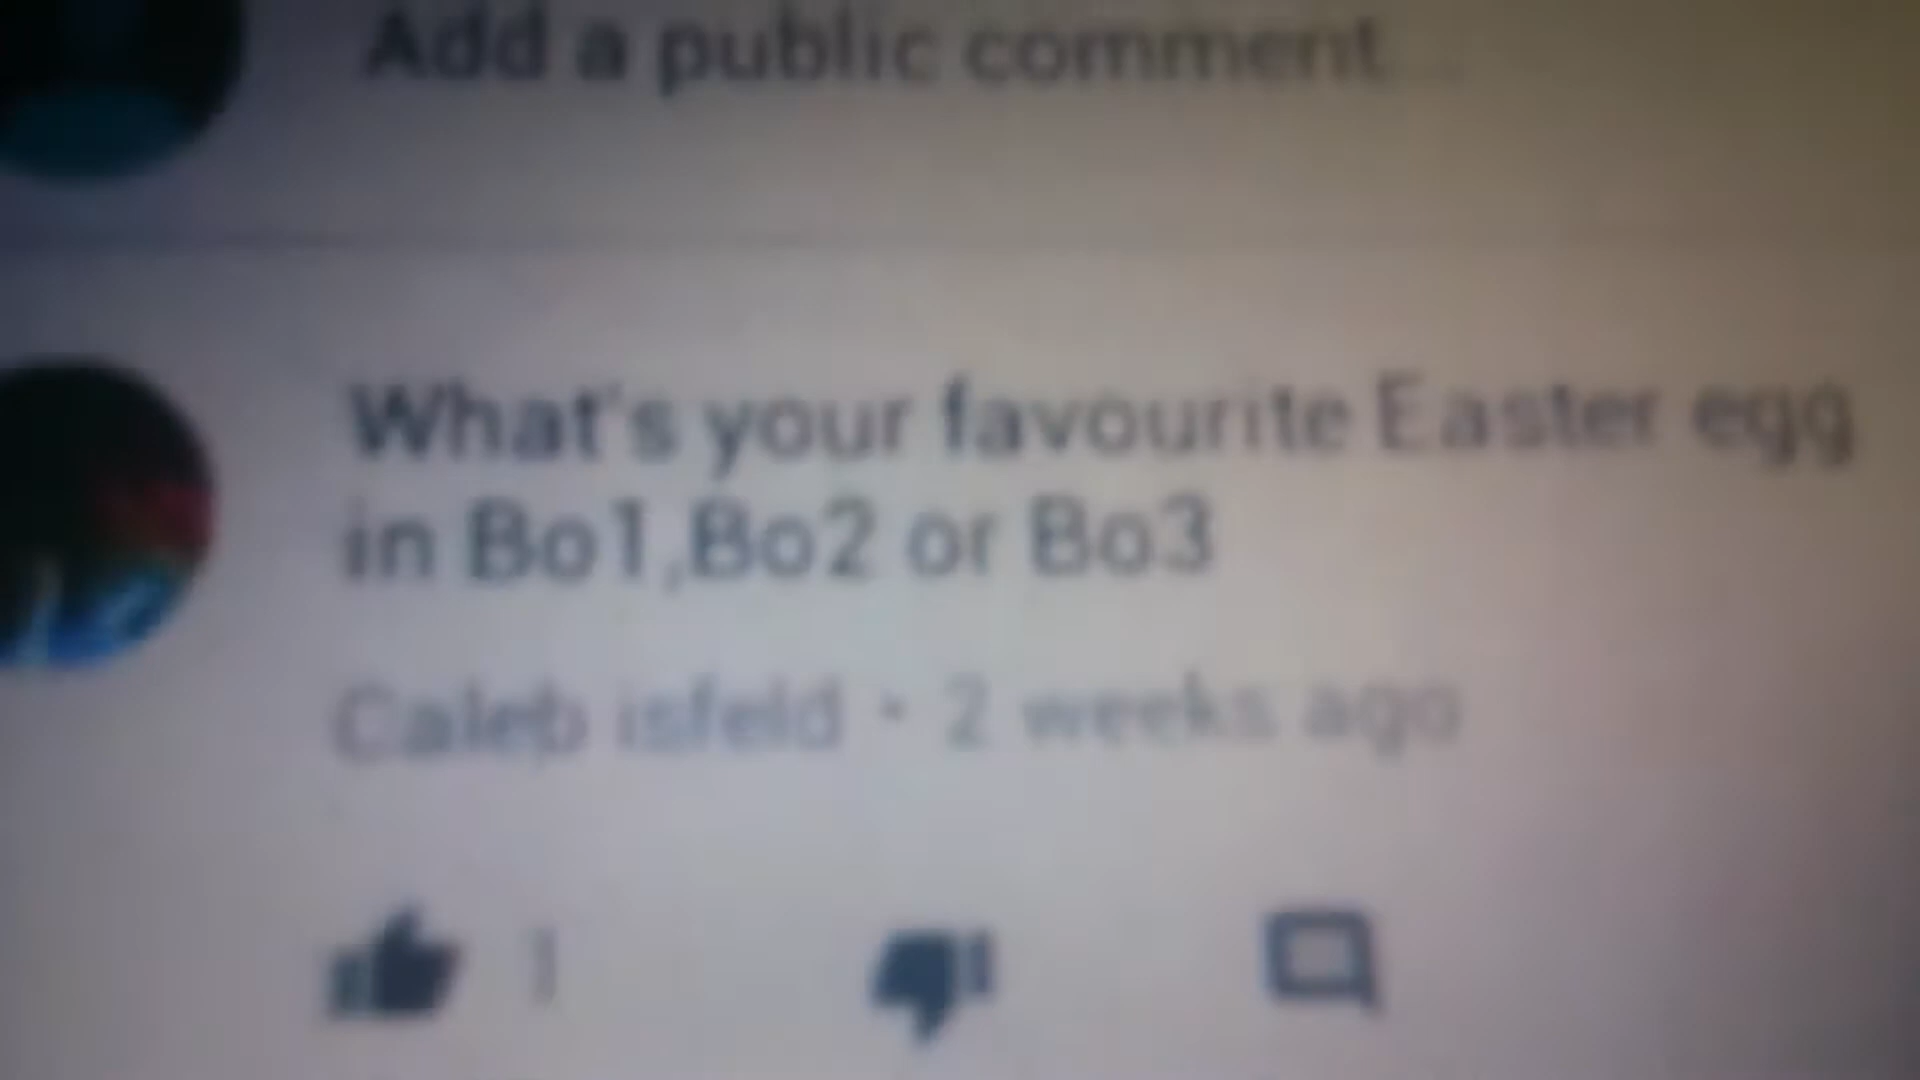 Add a public comment...
What's your favourite Easter egg
in Bo1,Bo2 or Bo3
Caleb isfeld • 2 weeks ago
1